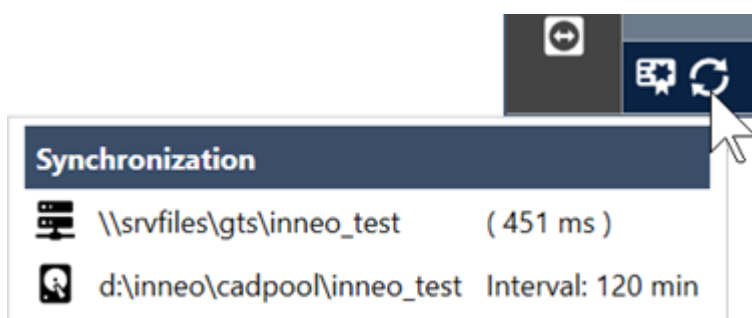 Synchronization
\\srvfiles\gts\inneo_test ( 451 ms )
d:\inneo\cadpool\inneo_test Interval: 120 min